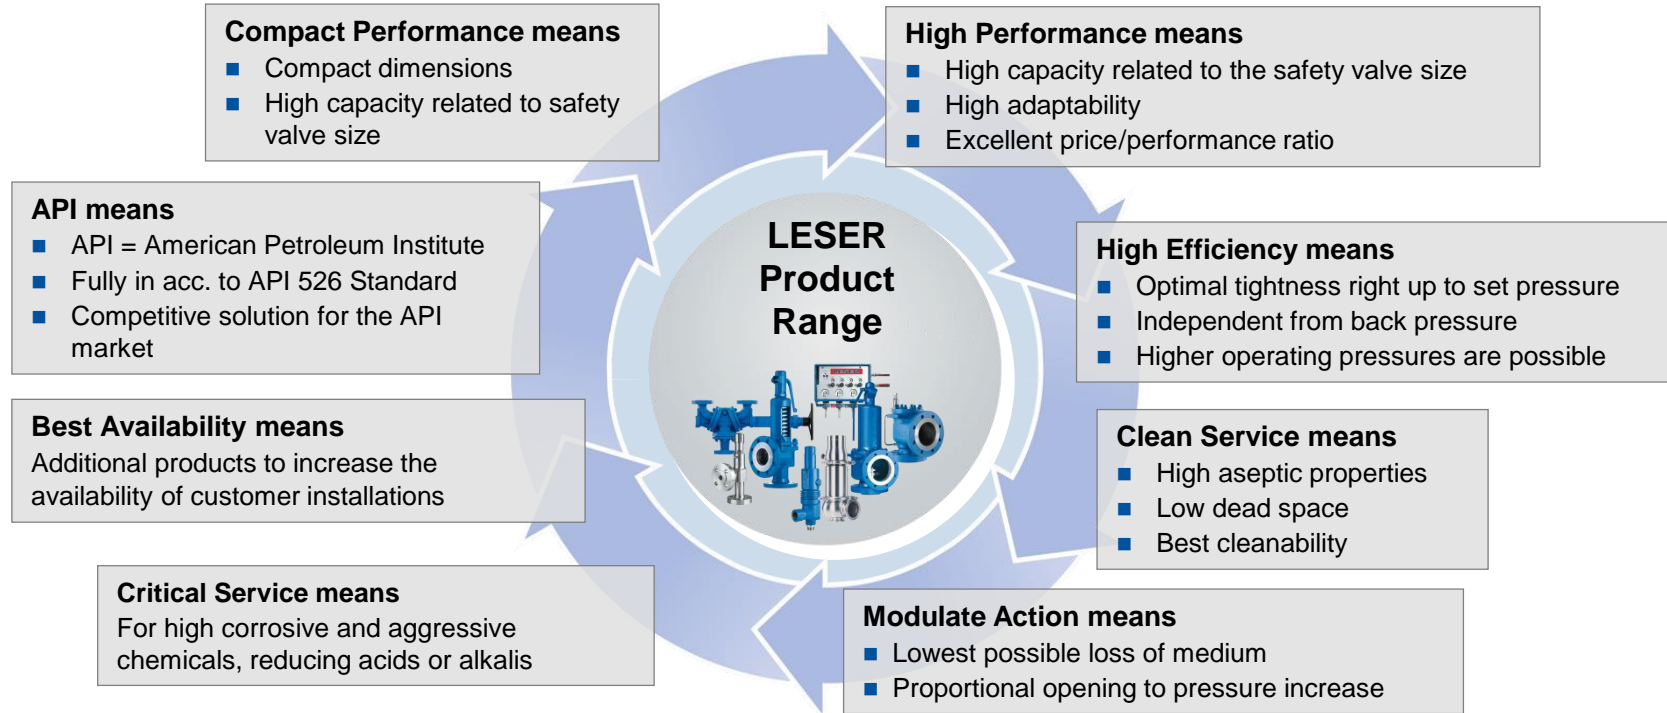 Compact Performance means
Compact dimensions
High capacity related to safety
valve size
High Performance means
High capacity related to the safety valve size
High adaptability
Excellent price/performance ratio
API means
API = American Petroleum Institute
Fully in acc. to API 526 Standard
Competitive solution for the API
market
LESER
Product
Range
High Efficiency means
Optimal tightness right up to set pressure
Independent from back pressure
Higher operating pressures are possible
Best Availability means
Additional products to increase the
availability of customer installations
Clean Service means
High aseptic properties
Low dead space
Best cleanability
Critical Service means
For high corrosive and aggressive
chemicals, reducing acids or alkalis
Modulate Action means
Lowest possible loss of medium
Proportional opening to pressure increase